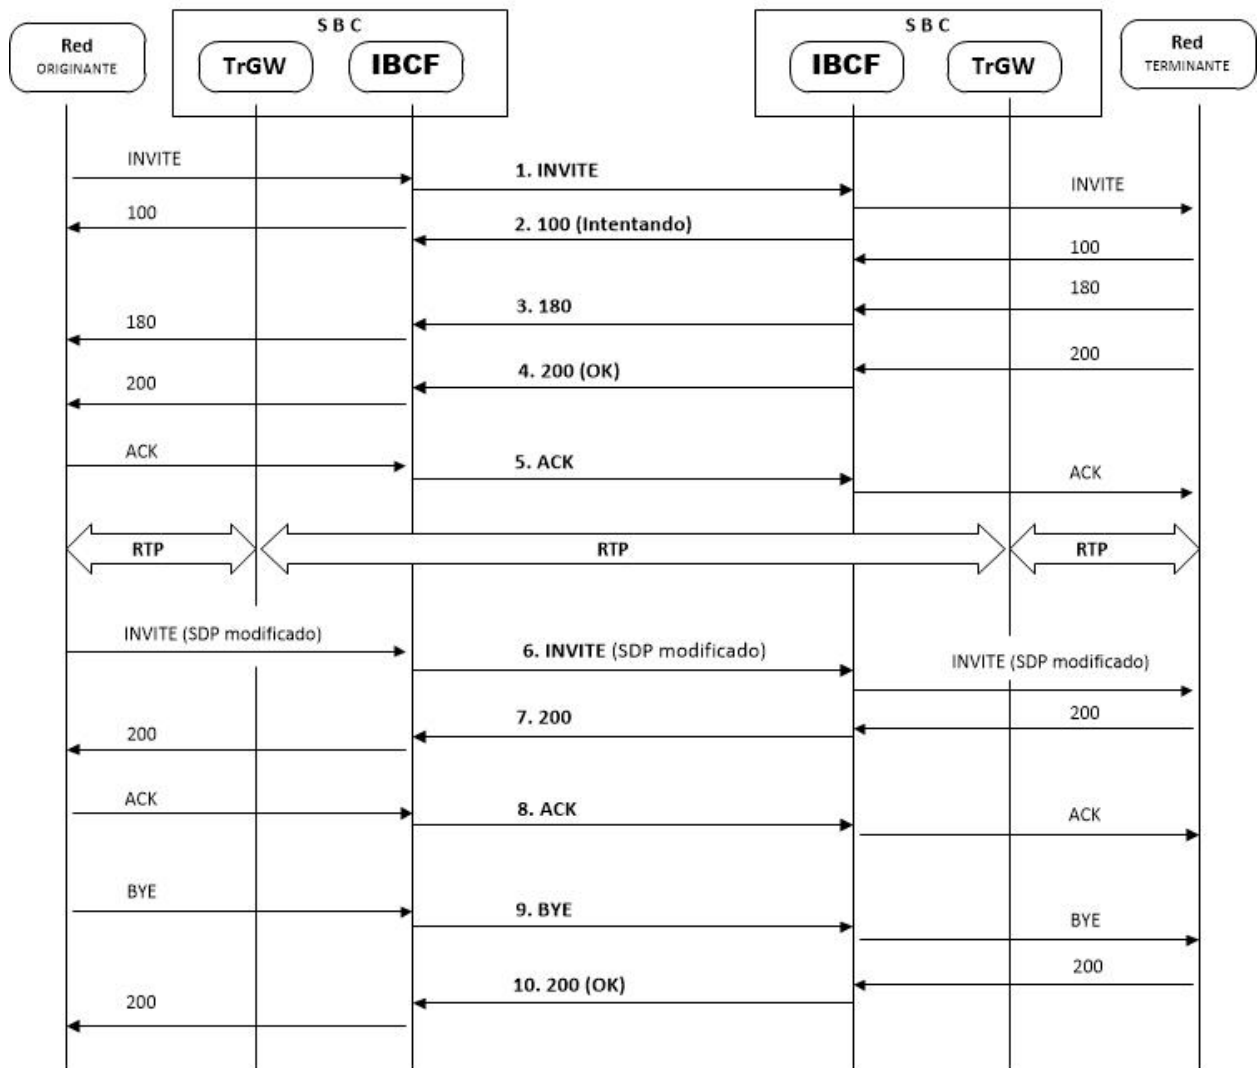 Red
ORIGINANTE
S B C
TrGW
IBCF
S B C
IBCF
TrGW
Red
TERMINANTE
INVITE
1. INVITE
INVITE
100
2. 100 (Intentando)
100
180
3. 180
180
200
4. 200 (OK)
200
ACK
5. ACK
ACK
RTP
RTP
RTP
INVITE (SDP modificado)
6. INVITE (SDP modificado)
INVITE (SDP modificado)
200
7. 200
200
ACK
8. ACK
ACK
BYE
9. BYE
BYE
200
10. 200 (OK)
200